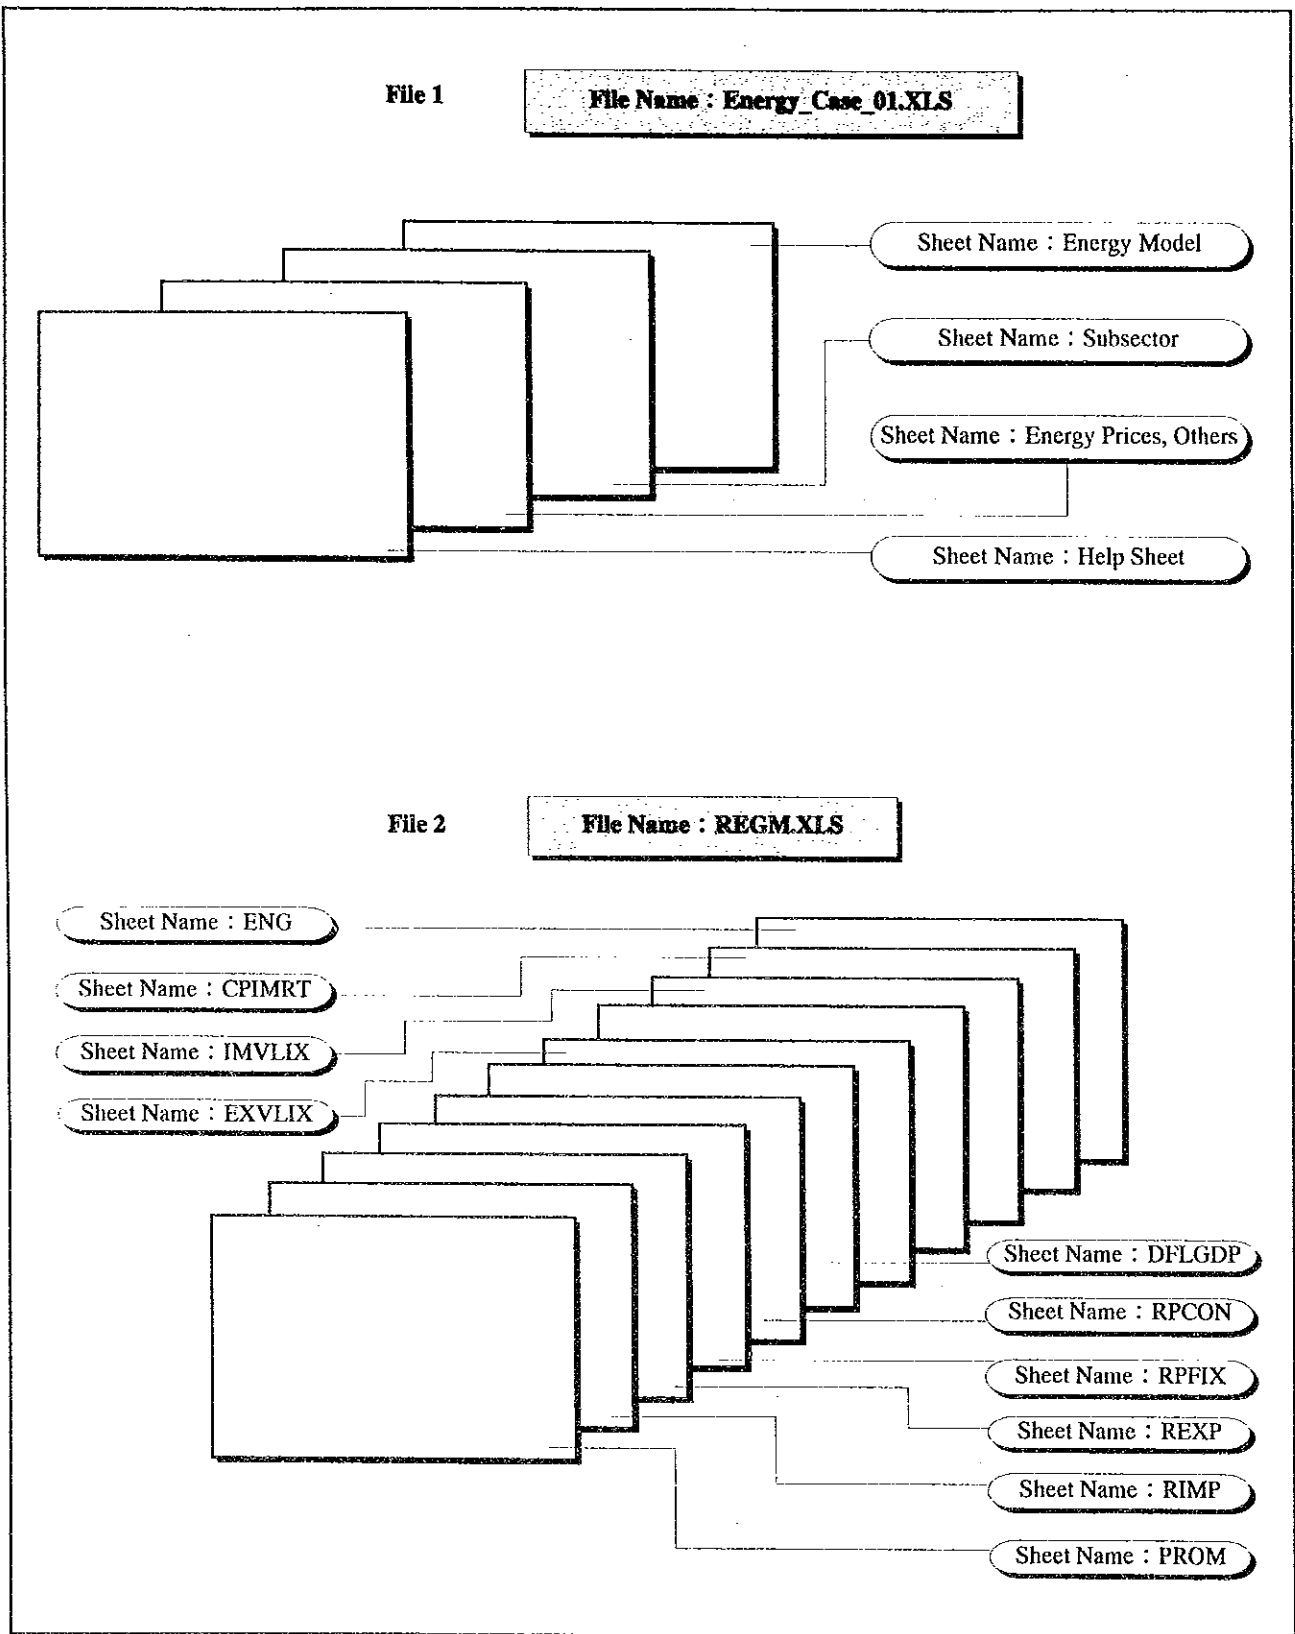 File 1
File Name : Energy_Case_01.XLS
Sheet Name : Energy Model
Sheet Name : Subsector
Sheet Name : Energy Prices, Others
Sheet Name : Help Sheet
File 2
File Name : REGM.XLS
Sheet Name : ENG
Sheet Name : CPIMRT
Sheet Name : IMVLIX
Sheet Name : EXVLIX
Sheet Name : DFLGDP
Sheet Name : RPCON
Sheet Name : RPFIX
Sheet Name : REXP
Sheet Name : RIMP
Sheet Name : PROM